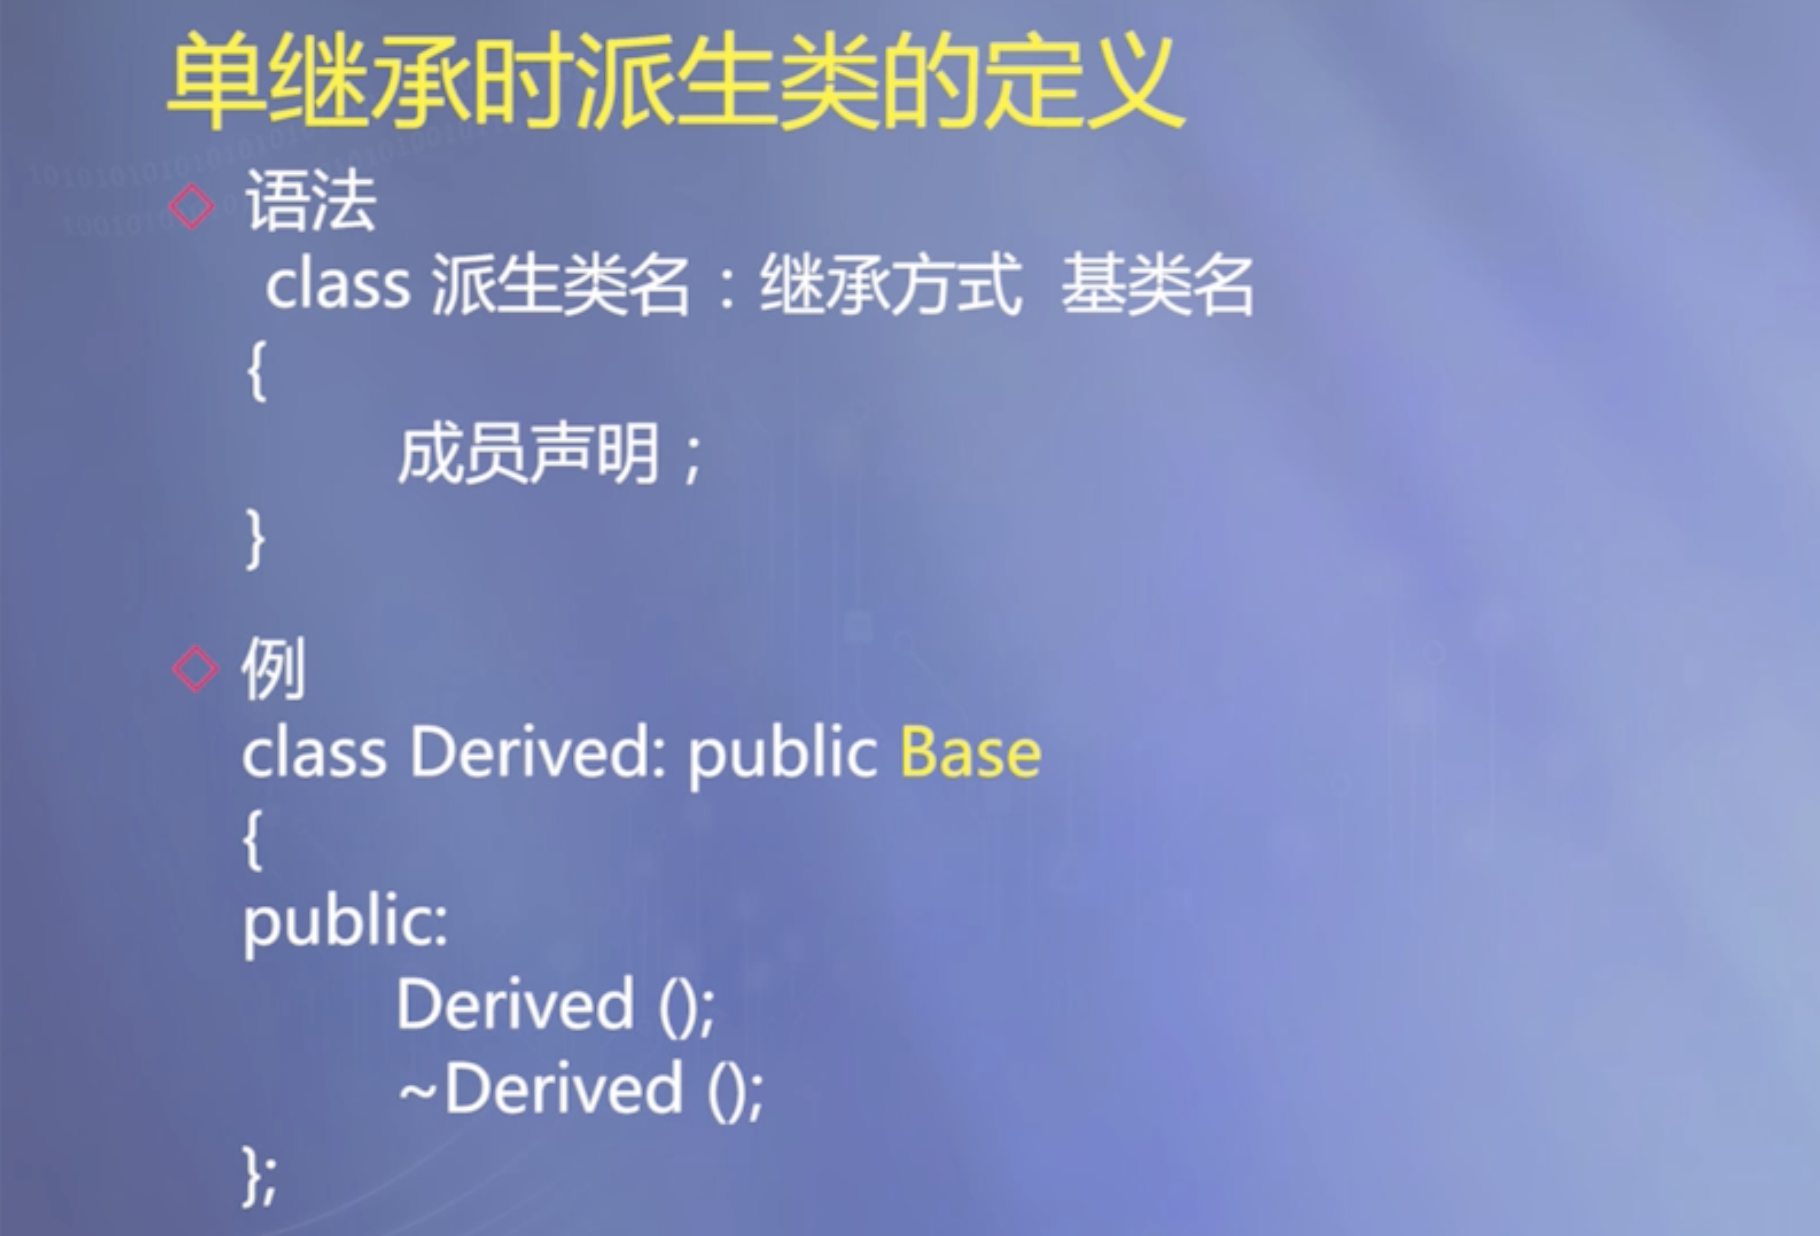 单继承时派生类的定义
语法
class 派生类名：继承方式 基类名
{
成员声明；
}
例
class Derived: public Base
{
public:
Derived ();
~Derived ();
};